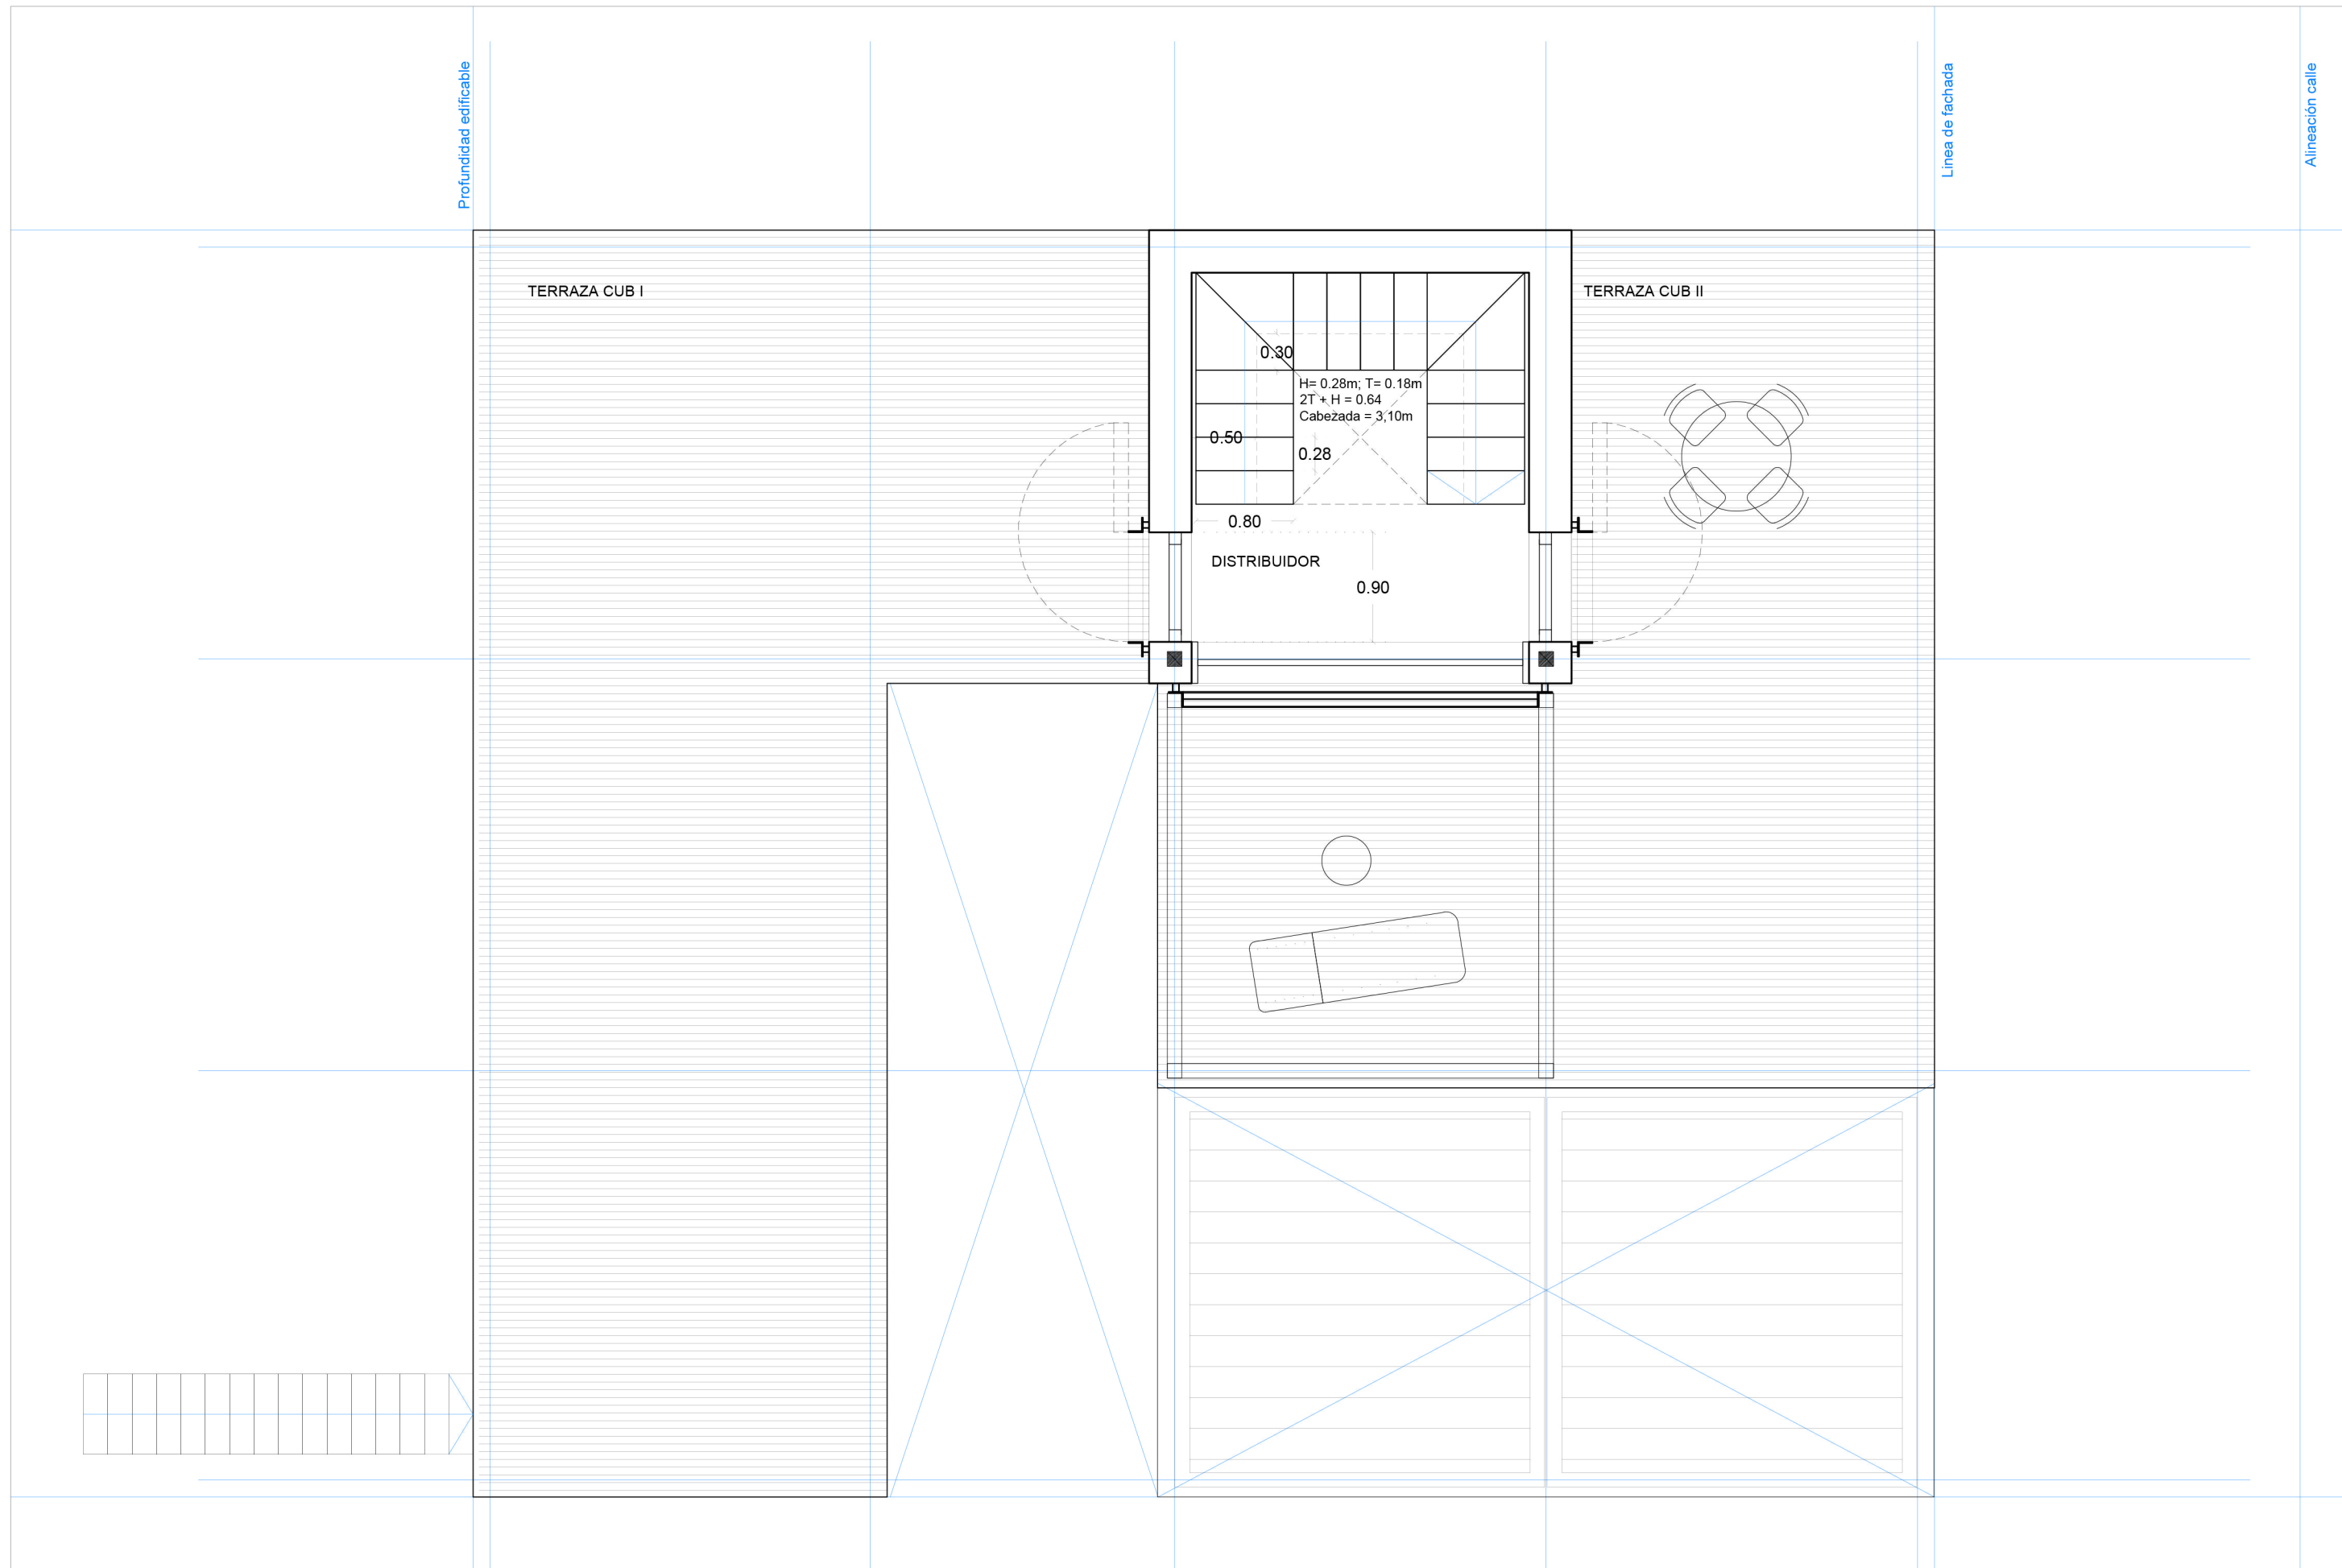 Profundidad edificable
Linea de fachada
Alineación calle
TERRAZA CUB I
TERRAZA CUB II
0.30
H= 0.28m; T= 0.18m
2T + H = 0.64
Cabezada = 3,10m
0.50
0.28
0.80
DISTRIBUIDOR
0.90